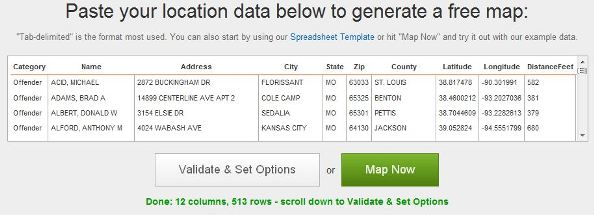 Paste your location data below to generate a free map:
"Tab-delimited" is the format most used. You can also start by using our Spreadsheet Template or hit "Map Now" and try it out with our example data.
Category Name Address City State Zip County Latitude Longitude DistanceFeet
Offender ACID, MICHAEL 2872 BUCKINGHAM DR FLORISSANT MO 63033 ST. LOUIS 38.817476 -90.301991 582
Offender ADAMS, BRAD A 14899 CENTERLINE AVE APT 2 COLE CAMP MO 65325 BENTON 38.4600212 -93.2027036 381
Offender ALBERT, DONALD W 3154 ELSIE DR SEDALIA MO 65301 PETTIS 38.7044609 -93.2282613 379
Offender ALFORD, ANTHONY M 4024 WABASH AVE KANSAS CITY MO 64130 JACKSON 39.052824 -94.5551799 680
Validate & Set Options or Map Now
Done: 12 columns, 513 rows - scroll down to Validate & Set Options